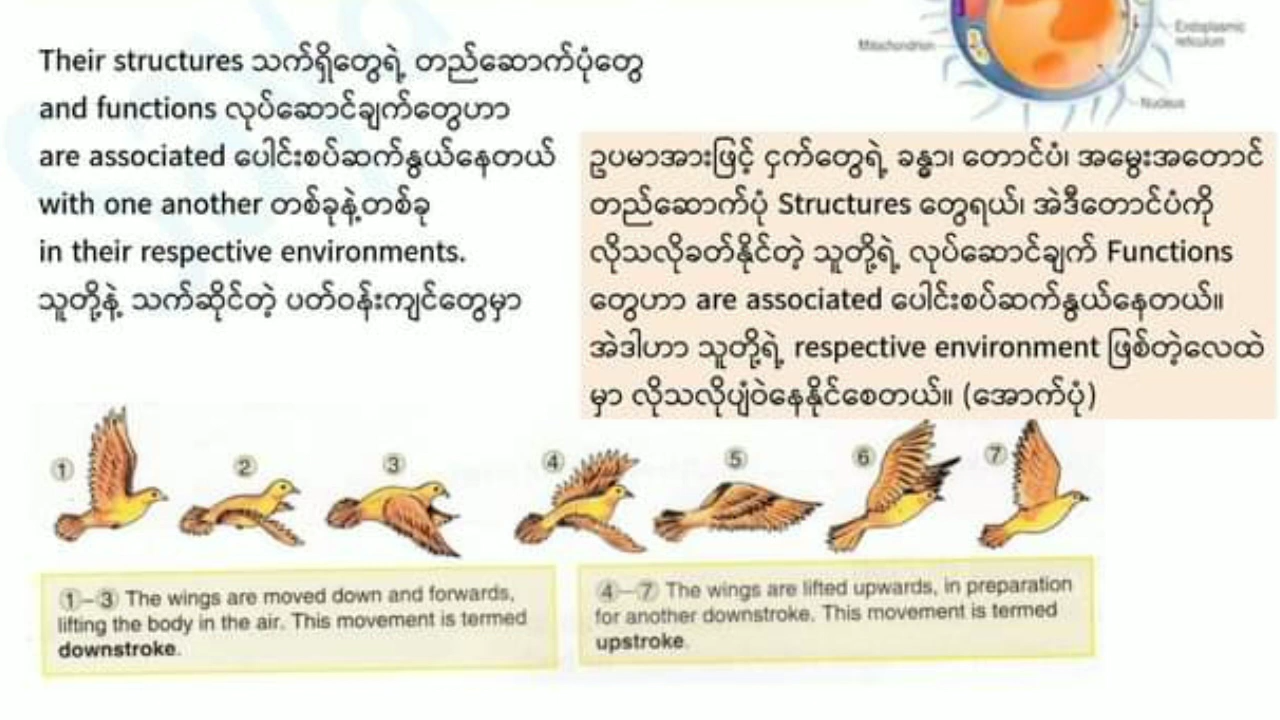 Mitochondrion
Endoplasmic
reticulum
Nucleus
Their structures သက်ရှိတွေရဲ့ တည်ဆောက်ပုံတွေ
and functions လုပ်ဆောင်ချက်တွေဟာ
are associated ပေါင်းစပ်ဆက်နွယ်နေတယ်
with one another တစ်ခုနဲ့တစ်ခု
in their respective environments.
သူတို့နဲ့ သက်ဆိုင်တဲ့ ပတ်ဝန်းကျင်တွေမှာ
ဥပမာအားဖြင့် ငှက်တွေရဲ့ ခန္ဓာ၊ တောင်ပံ၊ အမွေးအတောင်
တည်ဆောက်ပုံ Structures တွေရယ်၊ အဲဒီတောင်ပံကို
လိုသလိုခတ်နိုင်တဲ့ သူတို့ရဲ့ လုပ်ဆောင်ချက် Functions
တွေဟာ are associated ပေါင်းစပ်ဆက်နွယ်နေတယ်။
အဲဒါဟာ သူတို့ရဲ့ respective environment ဖြစ်တဲ့လေထဲ
မှာ လိုသလိုပျံဝဲနေနိုင်စေတယ်။ (အောက်ပုံ)
① ② ③ ④ ⑤ ⑥ ⑦
①–③ The wings are moved down and forwards,
lifting the body in the air. This movement is termed
downstroke.
④–⑦ The wings are lifted upwards, in preparation
for another downstroke. This movement is termed
upstroke.